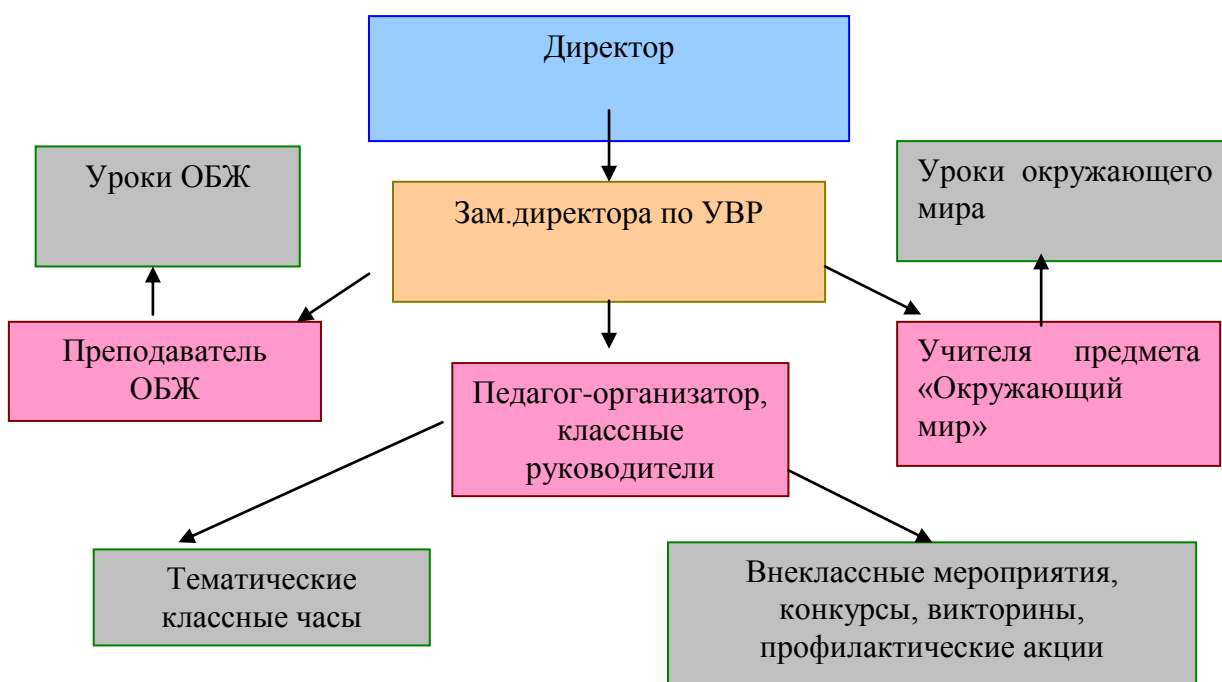 Директор
Уроки ОБЖ
Уроки окружающего
мира
Зам.директора по УВР
Преподаватель
ОБЖ
Учителя предмета
«Окружающий
мир»
Педагог-организатор,
классные
руководители
Тематические
классные часы
Внеклассные мероприятия,
конкурсы, викторины,
профилактические акции